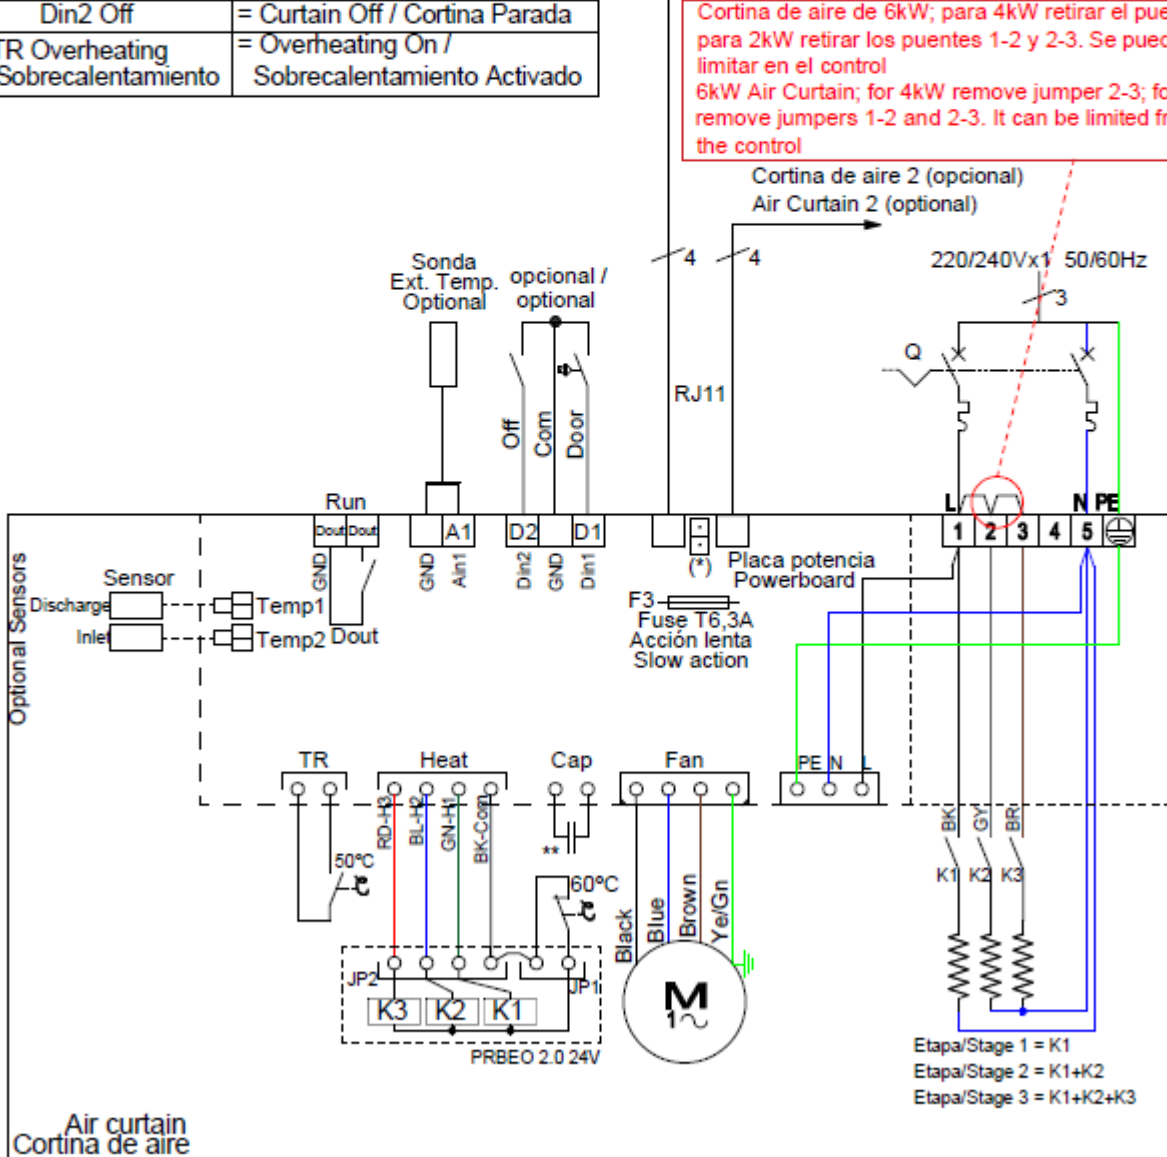 Din2 Off
= Curtain Off / Cortina Parada
TR Overheating
Sobrecalentamiento
= Overheating On /
Sobrecalentamiento Activado
Cortina de aire de 6kW; para 4kW retirar el
para 2kW retirar los puentes 1-2 y 2-3. Se
limitar en el control
6kW Air Curtain; for 4kW remove jumper 2-3;
remove jumpers 1-2 and 2-3. It can be limited
the control
Cortina de aire 2 (opcional)
Air Curtain 2 (optional)
4
4
220/240Vx1 50/60Hz
3
Sonda
Ext. Temp.
Optional
opcional /
optional
Q
RJ11
Off
Com
Door
Run
L
N PE
Dout Dout
A1
D2
D1
1 2 3 4 5
GND
GND
Ain1
Din2
GND
Din1
(*)
Placa potencia
Powerboard
Optional Sensors
Sensor
Discharge
Temp1
Inlet
Temp2
Dout
F3
Fuse T6,3A
Acción lenta
Slow action
TR
Heat
Cap
Fan
PE N L
RD-H3
BL-H2
GN-H1
BK-Com
**
50ºC
60ºC
Black
Blue
Brown
Ye/Gn
BK
GY
BR
K1
K2
K3
JP2
JP1
K3
K2
K1
M
1
PRBEO 2.0 24V
Etapa/Stage 1 = K1
Etapa/Stage 2 = K1+K2
Etapa/Stage 3 = K1+K2+K3
Air curtain
Cortina de aire